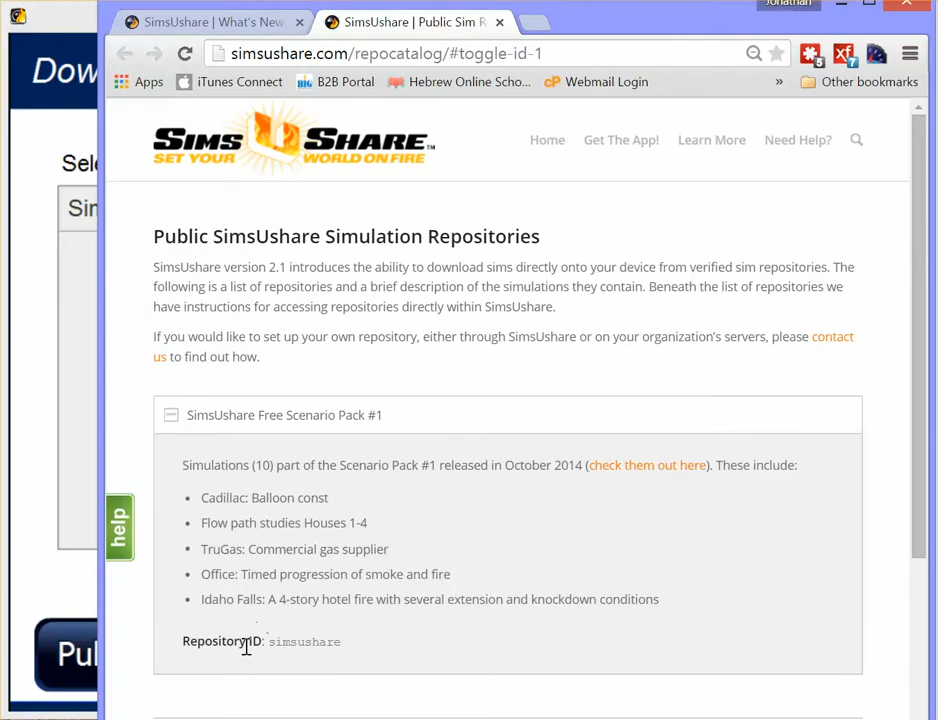 Jonathan
SimsUshare | What's New
SimsUshare | Public Sim R
simsushare.com/repocatalog/#toggle-id-1
5
xf
7
Apps
iTunes Connect
BIG B2B Portal
Hebrew Online Scho...
cP Webmail Login
»
Other bookmarks
Dow
Sele
Sim
Pul
SIMS U SHARE™
SET YOUR WORLD ON FIRE
Home
Get The App!
Learn More
Need Help?
Public SimsUshare Simulation Repositories
SimsUshare version 2.1 introduces the ability to download sims directly onto your device from verified sim repositories. The
following is a list of repositories and a brief description of the simulations they contain. Beneath the list of repositories we
have instructions for accessing repositories directly within SimsUshare.
If you would like to set up your own repository, either through SimsUshare or on your organization's servers, please contact
us to find out how.
SimsUshare Free Scenario Pack #1
Simulations (10) part of the Scenario Pack #1 released in October 2014 (check them out here). These include:
• Cadillac: Balloon const
• Flow path studies Houses 1-4
• TruGas: Commercial gas supplier
• Office: Timed progression of smoke and fire
• Idaho Falls: A 4-story hotel fire with several extension and knockdown conditions
Repository ID: simsushare
help